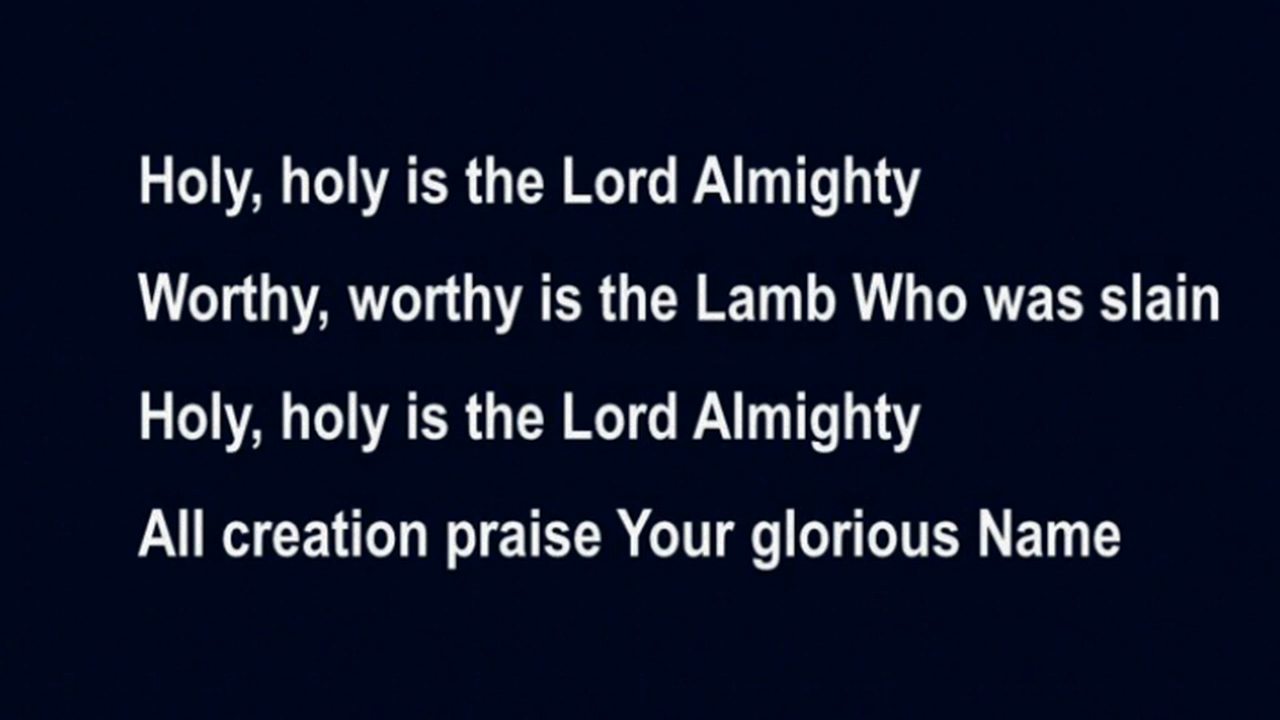 Holy, holy is the Lord Almighty
Worthy, worthy is the Lamb Who was slain
Holy, holy is the Lord Almighty
All creation praise Your glorious Name